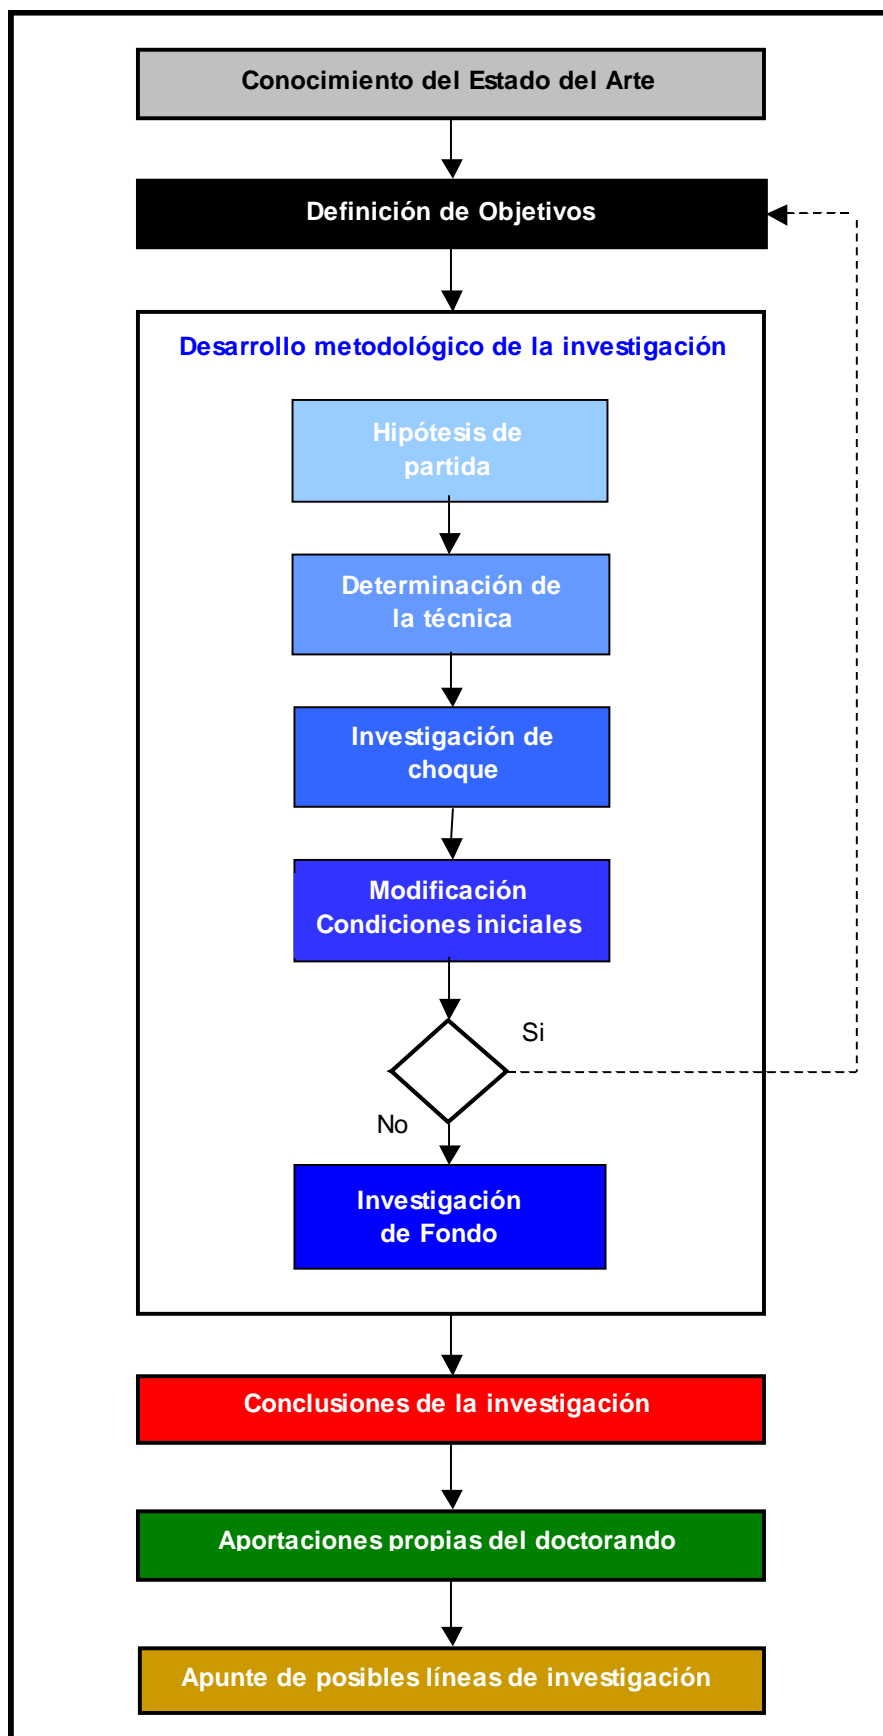 Conocimiento del Estado del Arte
Definición de Objetivos
Desarrollo metodológico de la investigación
Hipótesis de
partida
Determinación de
la técnica
Investigación de
choque
Modificación
Condiciones iniciales
Si
No
Investigación
de Fondo
Conclusiones de la investigación
Aportaciones propias del doctorando
Apunte de posibles líneas de investigación